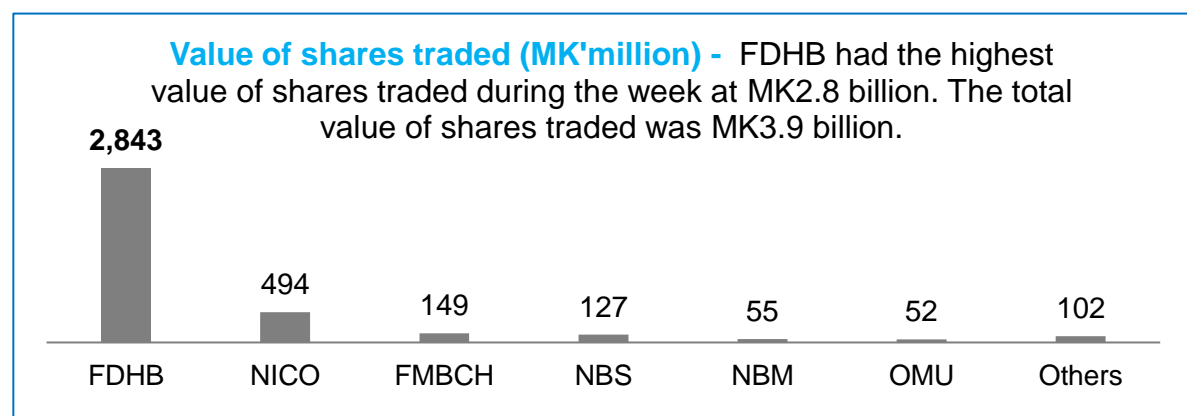 Value of shares traded (MK'million) - FDHB had the highest
value of shares traded during the week at MK2.8 billion. The total
value of shares traded was MK3.9 billion.
2,843
494
149
127
55
52
102
FDHB
NICO
FMBCH
NBS
NBM
OMU
Others